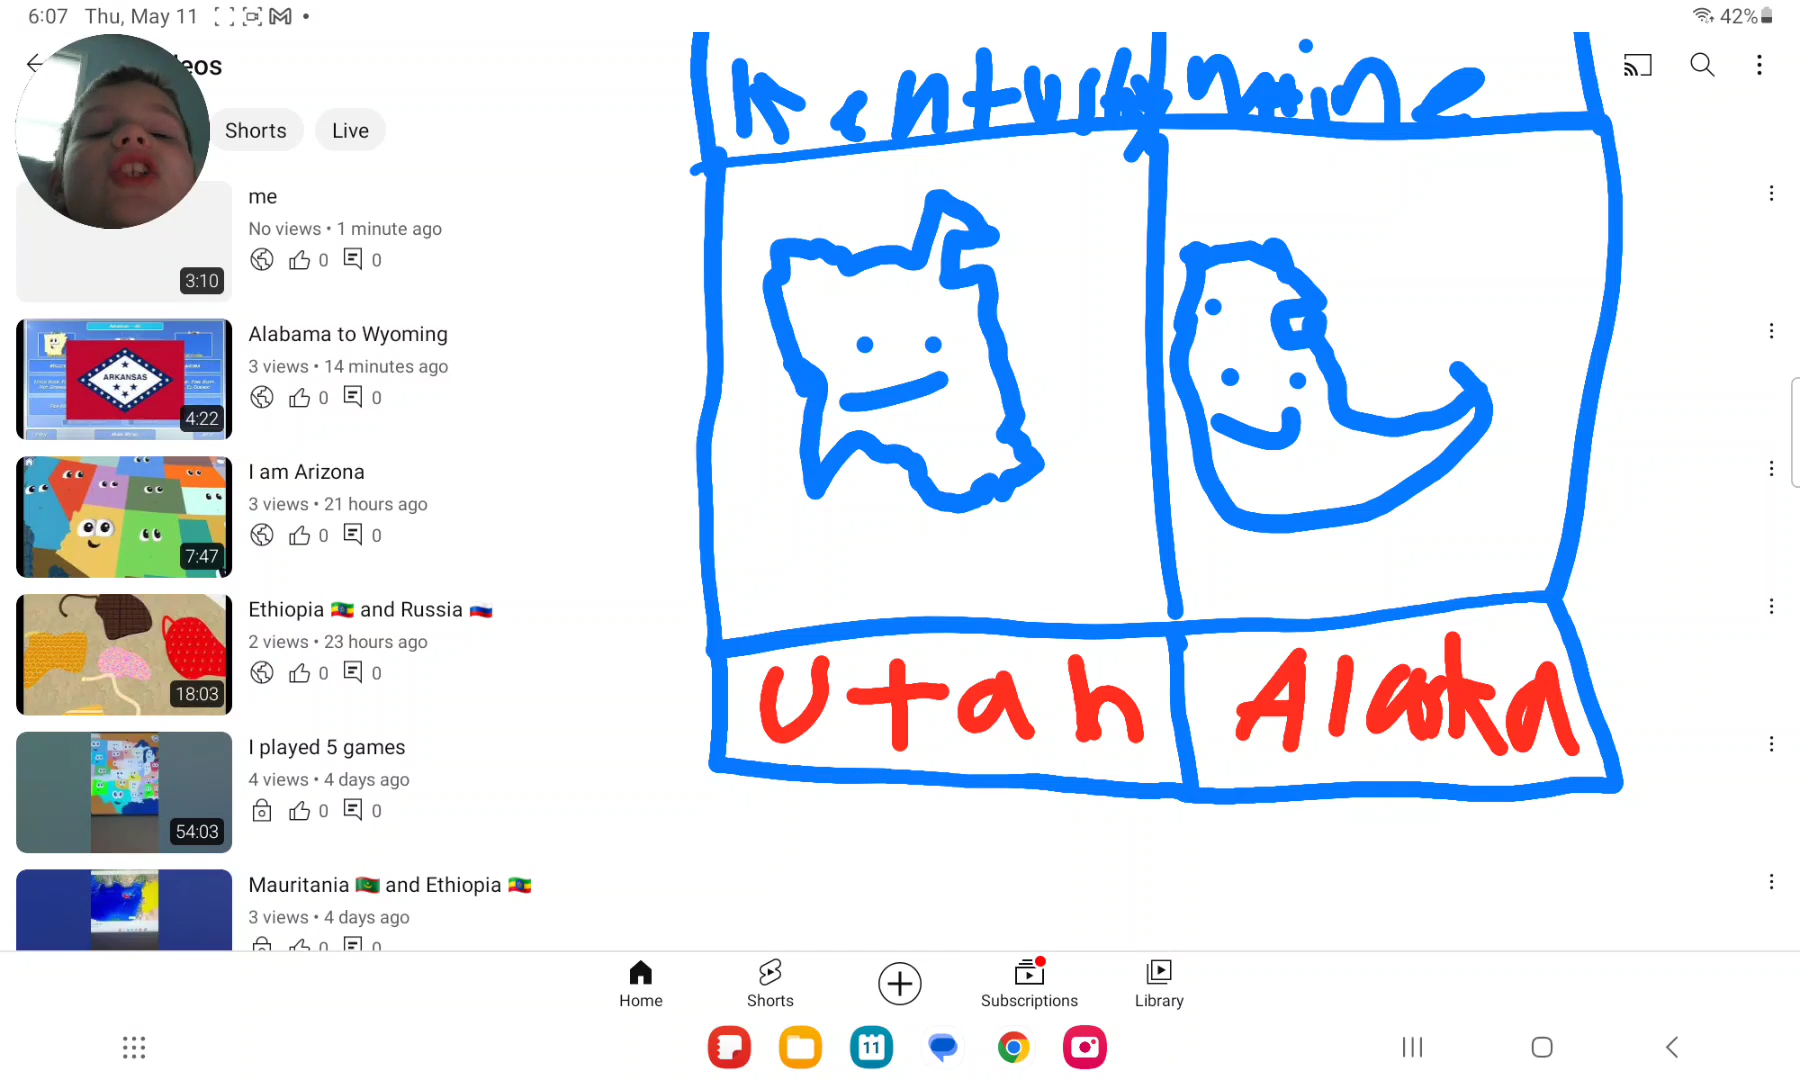 6:07 Thu, May 11 42%
eos
Shorts Live
me
No views • 1 minute ago
0 0
3:10
Alabama to Wyoming
3 views • 14 minutes ago
0 0
ARKANSAS
4:22
I am Arizona
3 views • 21 hours ago
0 0
7:47
Ethiopia 🇪🇹 and Russia 🇷🇺
2 views • 23 hours ago
0 0
18:03
I played 5 games
4 views • 4 days ago
0 0
54:03
Mauritania 🇲🇷 and Ethiopia 🇪🇹
3 views • 4 days ago
0 0
Utah Alaska
Home Shorts Subscriptions Library
11